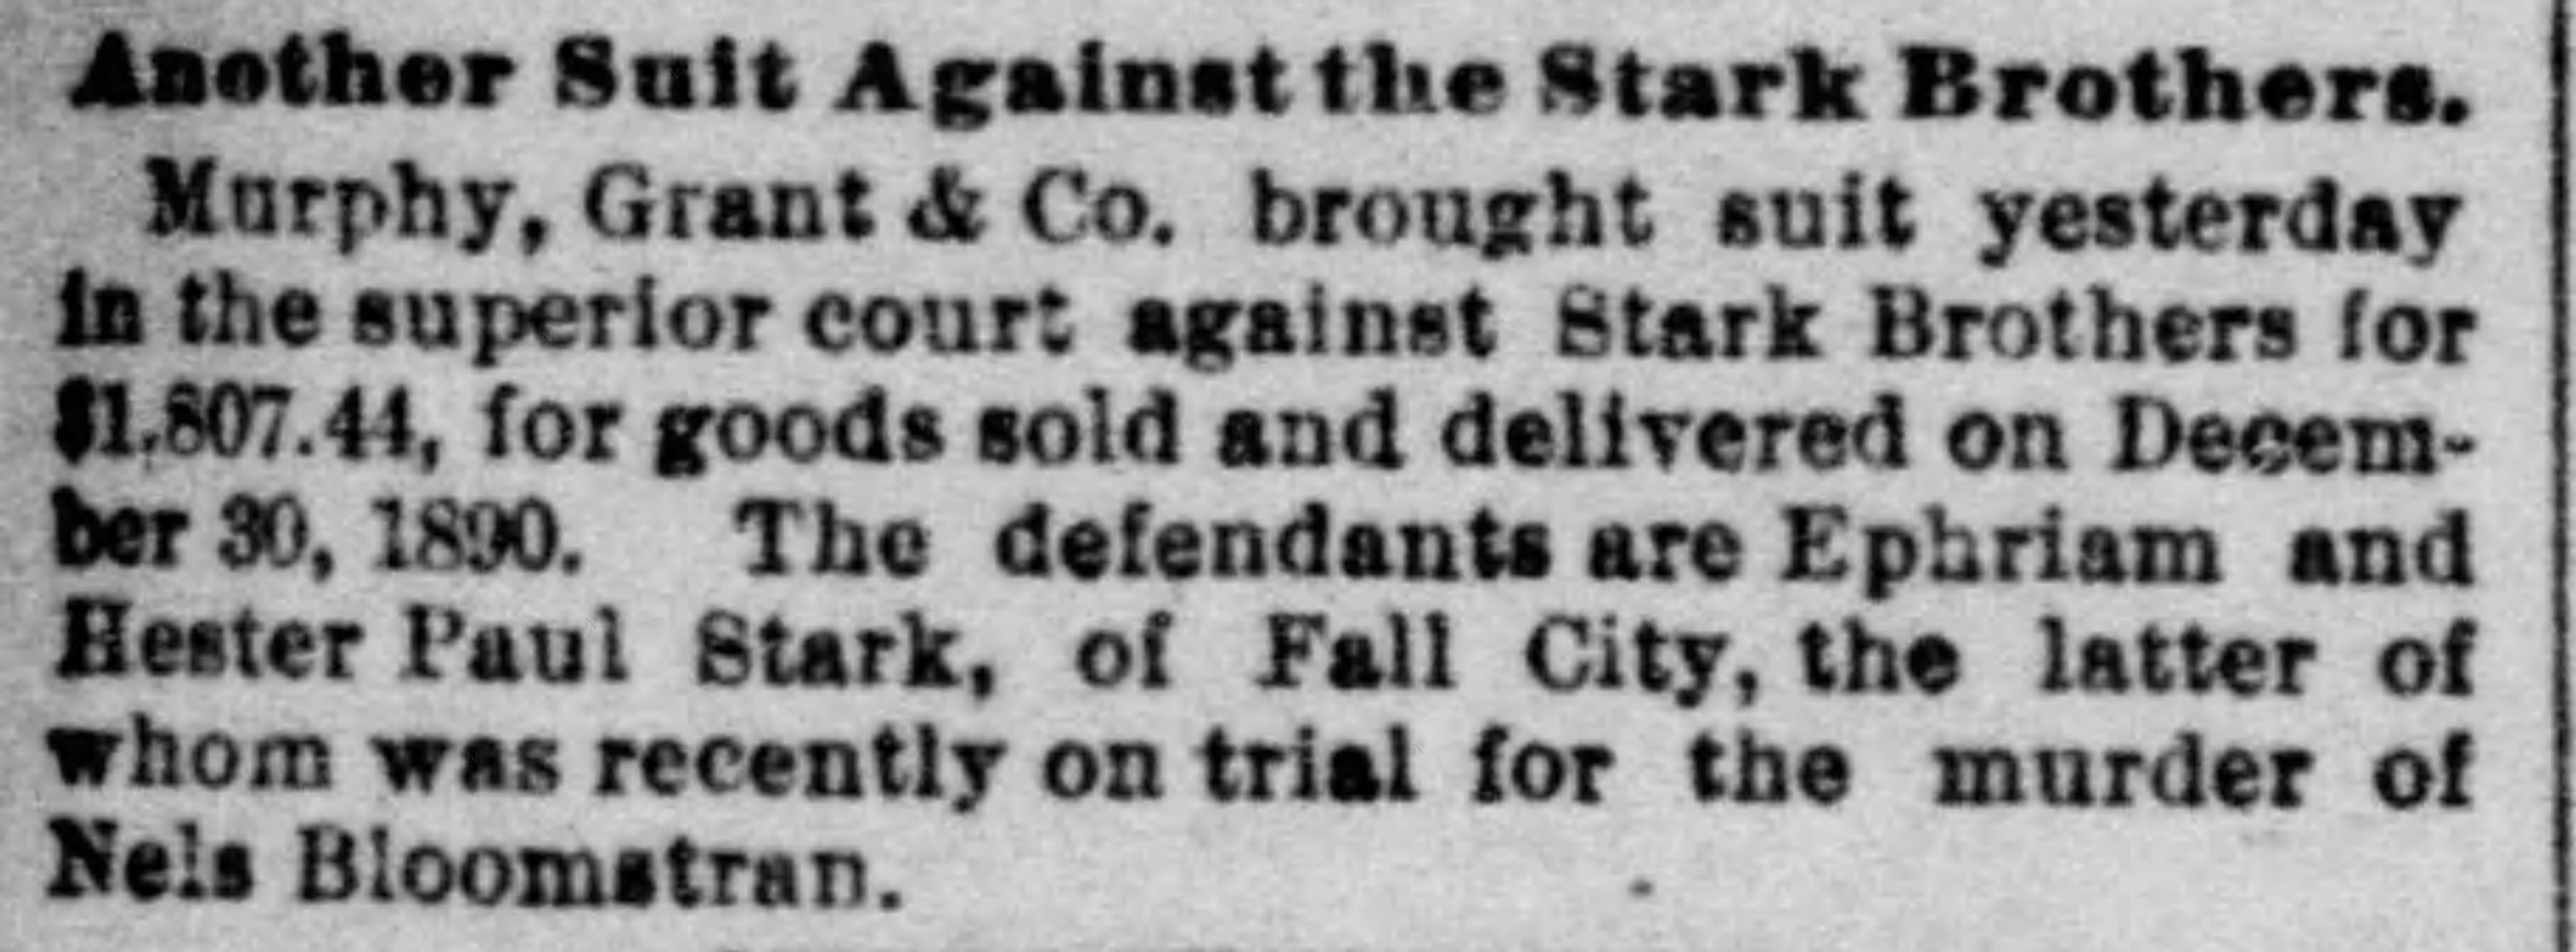 Another Suit Against the Stark Brothers.
Murphy, Grant & Co. brought suit yesterday
in the superior court against Stark Brothers for
$1,807.44, for goods sold and delivered on Decem-
ber 30, 1890. The defendants are Ephriam and
Hester Paul Stark, of Fall City, the latter of
whom was recently on trial for the murder of
Nels Bloomstran.